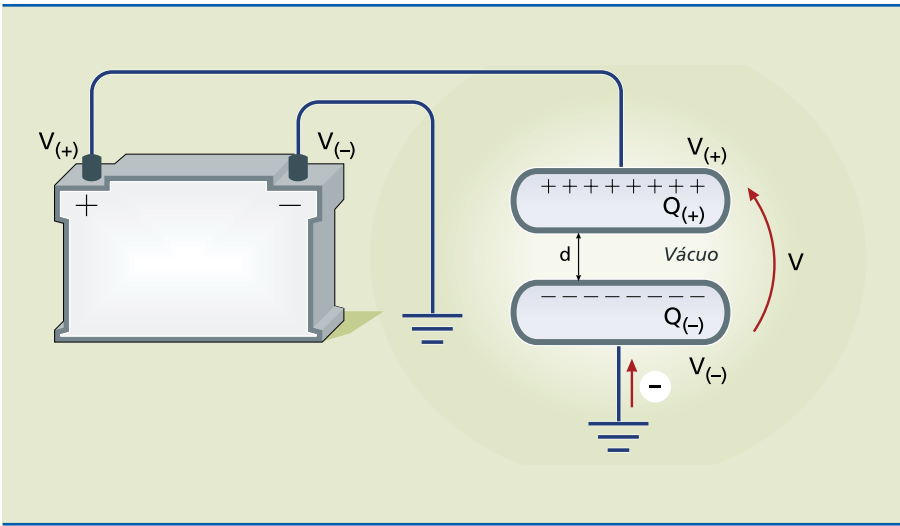 V(+)
V(–)
+
–
V(+)
+ + + + + + + +
Q(+)
d
Vácuo
V
– – – – – – – –
Q(–)
V(–)
–